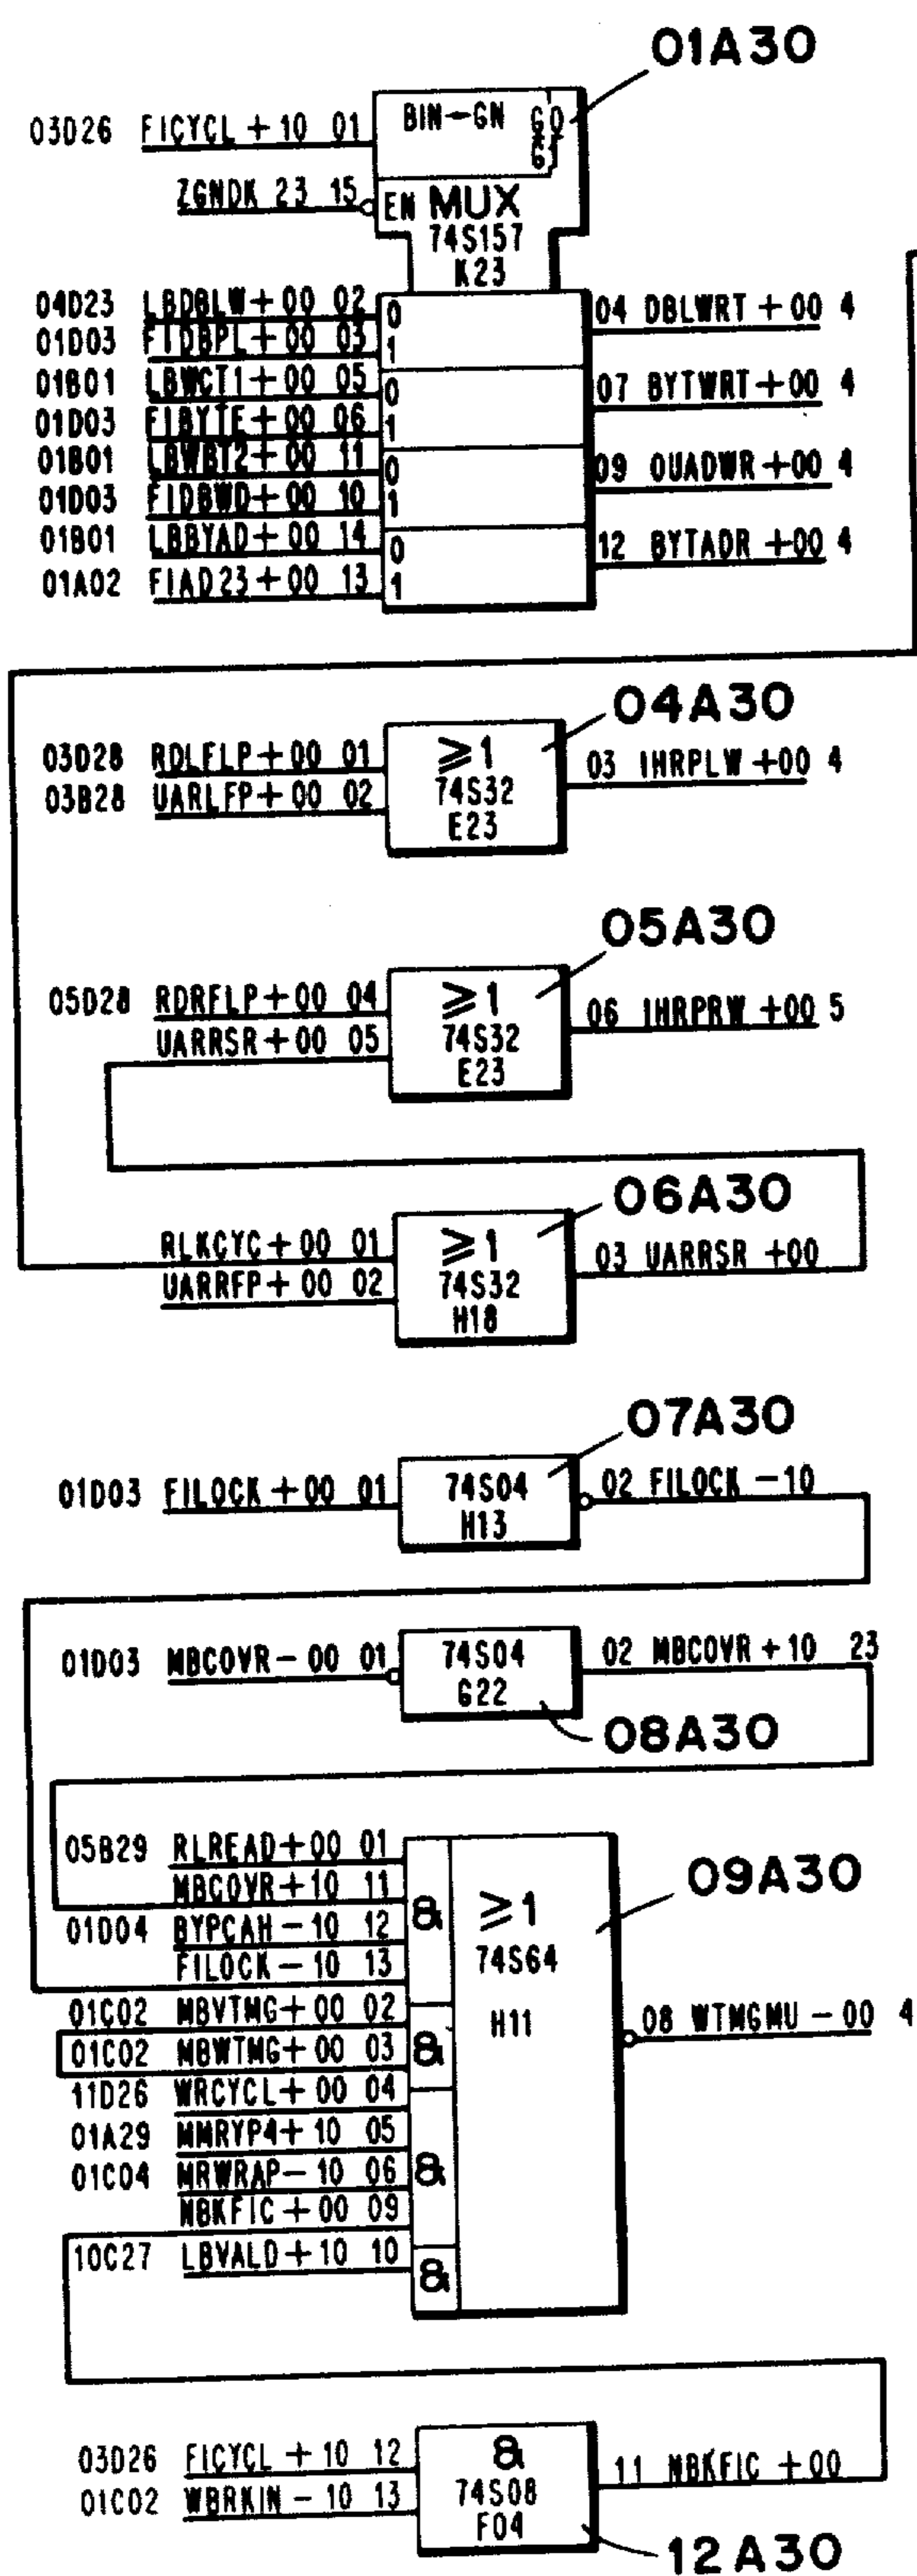 01A30
03D26 FICYCL+10 01 BIN→GN G0
G
ZGNDK 23 15 EN MUX
74S157
K23
04D23 LBDBLW+00 02 0 04 DBLWRT+00 4
01D03 FIDBPL+00 03 1
01B01 LBWCT1+00 05 0 07 BYTWRT+00 4
01D03 FIBYTE+00 06 1
01B01 LBWBT2+00 11 0 09 QUADWR+00 4
01D03 FIDBWD+00 10 1
01B01 LBBYAD+00 14 0 12 BYTADR+00 4
01A02 FIAD23+00 13 1
04A30
03D28 RDLFLP+00 01 ≥1 03 IHRPLW+00 4
03B28 UARLFP+00 02 74S32
E23
05A30
05D28 RDRFLP+00 04 ≥1 06 IHRPRW+00 5
UARRSR+00 05 74S32
E23
06A30
RLKCYC+00 01 ≥1 03 UARRSR+00
UARRFP+00 02 74S32
H18
07A30
01D03 FILOCK+00 01 74S04 02 FILOCK-10
H13
01D03 MBCOVR-00 01 74S04 02 MBCOVR+10 23
G22
08A30
05B29 RLREAD+00 01 09A30
MBCOVR+10 11 & ≥1
01D04 BYPCAH-10 12 74S64
FILOCK-10 13
01C02 MBVTMG+00 02 H11 08 WTMGMU-00 4
01C02 MBWTMG+00 03 &
11D26 WRCYCL+00 04
01A29 MMRYP4+10 05
01C04 MRWRAP-10 06 &
NBKFIC+00 09
10C27 LBVALD+10 10 &
03D26 FICYCL+10 12 & 11 NBKFIC+00
01C02 WBRKIN-10 13 74S08
F04
12A30